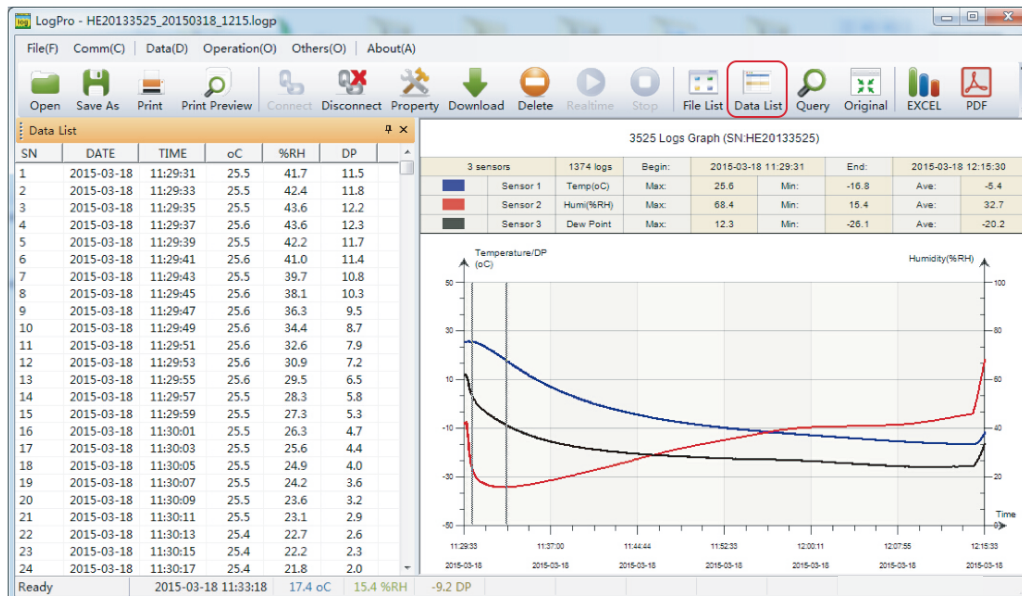 LogPro - HE20133525_20150318_1215.logp
File(F) Comm(C) Data(D) Operation(O) Others(O) About(A)
Open Save As Print Print Preview Connect Disconnect Property Download Delete Realtime Stop File List Data List Query Original EXCEL PDF
Data List
SN DATE TIME oC %RH DP
1 2015-03-18 11:29:31 25.5 41.7 11.5
2 2015-03-18 11:29:33 25.5 42.4 11.8
3 2015-03-18 11:29:35 25.5 43.6 12.2
4 2015-03-18 11:29:37 25.6 43.6 12.3
5 2015-03-18 11:29:39 25.5 42.2 11.7
6 2015-03-18 11:29:41 25.6 41.0 11.4
7 2015-03-18 11:29:43 25.5 39.7 10.8
8 2015-03-18 11:29:45 25.6 38.1 10.3
9 2015-03-18 11:29:47 25.6 36.3 9.5
10 2015-03-18 11:29:49 25.6 34.4 8.7
11 2015-03-18 11:29:51 25.6 32.6 7.9
12 2015-03-18 11:29:53 25.6 30.9 7.2
13 2015-03-18 11:29:55 25.6 29.5 6.5
14 2015-03-18 11:29:57 25.6 28.3 5.8
15 2015-03-18 11:29:59 25.5 27.3 5.3
16 2015-03-18 11:30:01 25.5 26.3 4.7
17 2015-03-18 11:30:03 25.5 25.6 4.4
18 2015-03-18 11:30:05 25.5 24.9 4.0
19 2015-03-18 11:30:07 25.5 24.2 3.6
20 2015-03-18 11:30:09 25.5 23.6 3.2
21 2015-03-18 11:30:11 25.5 23.1 2.9
22 2015-03-18 11:30:13 25.4 22.7 2.6
23 2015-03-18 11:30:15 25.4 22.2 2.3
24 2015-03-18 11:30:17 25.4 21.8 2.0
3525 Logs Graph (SN:HE20133525)
3 sensors 1374 logs Begin: 2015-03-18 11:29:31 End: 2015-03-18 12:15:30
Sensor 1 Temp(oC) Max: 25.6 Min: -16.8 Ave: -5.4
Sensor 2 Humi(%RH) Max: 68.4 Min: 15.4 Ave: 32.7
Sensor 3 Dew Point Max: 12.3 Min: -26.1 Ave: -20.2
Temperature/DP
(oC)
Humidity(%RH)
50 100
30 80
10 60
-10 40
-30 20
Time
-50 0
11:29:33 11:37:00 11:44:44 11:52:33 12:00:11 12:07:55 12:15:33
2015-03-18 2015-03-18 2015-03-18 2015-03-18 2015-03-18 2015-03-18 2015-03-18
Ready 2015-03-18 11:33:18 17.4 oC 15.4 %RH -9.2 DP